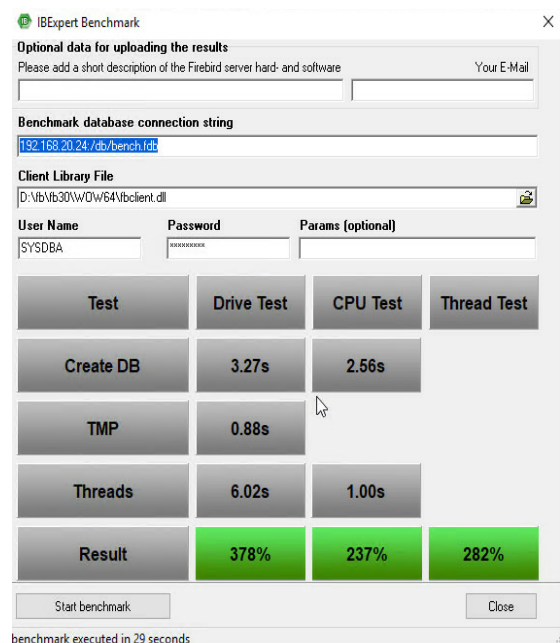 IBExpert Benchmark
Optional data for uploading the results
Please add a short description of the Firebird server hard- and software Your E-Mail
Benchmark database connection string
192.168.20.24:/db/bench.fdb
Client Library File
D:\fb\fb30\WOW64\fbclient.dll
User Name Password Params (optional)
SYSDBA xxxxxxxxx
Test Drive Test CPU Test Thread Test
Create DB 3.27s 2.56s
TMP 0.88s
Threads 6.02s 1.00s
Result 378% 237% 282%
Start benchmark Close
benchmark executed in 29 seconds